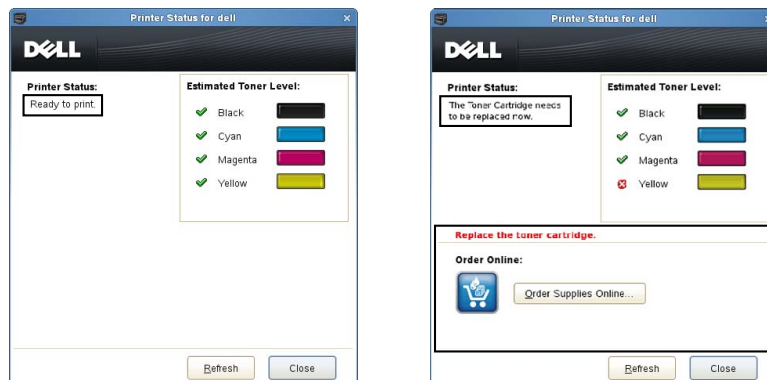 Printer Status for dell
DELL
Printer Status:
Ready to print.
Estimated Toner Level:
Black
Cyan
Magenta
Yellow
Refresh
Close
Printer Status for dell
DELL
Printer Status:
The Toner Cartridge needs
to be replaced now.
Estimated Toner Level:
Black
Cyan
Magenta
Yellow
Replace the toner cartridge.
Order Online:
Order Supplies Online...
Refresh
Close